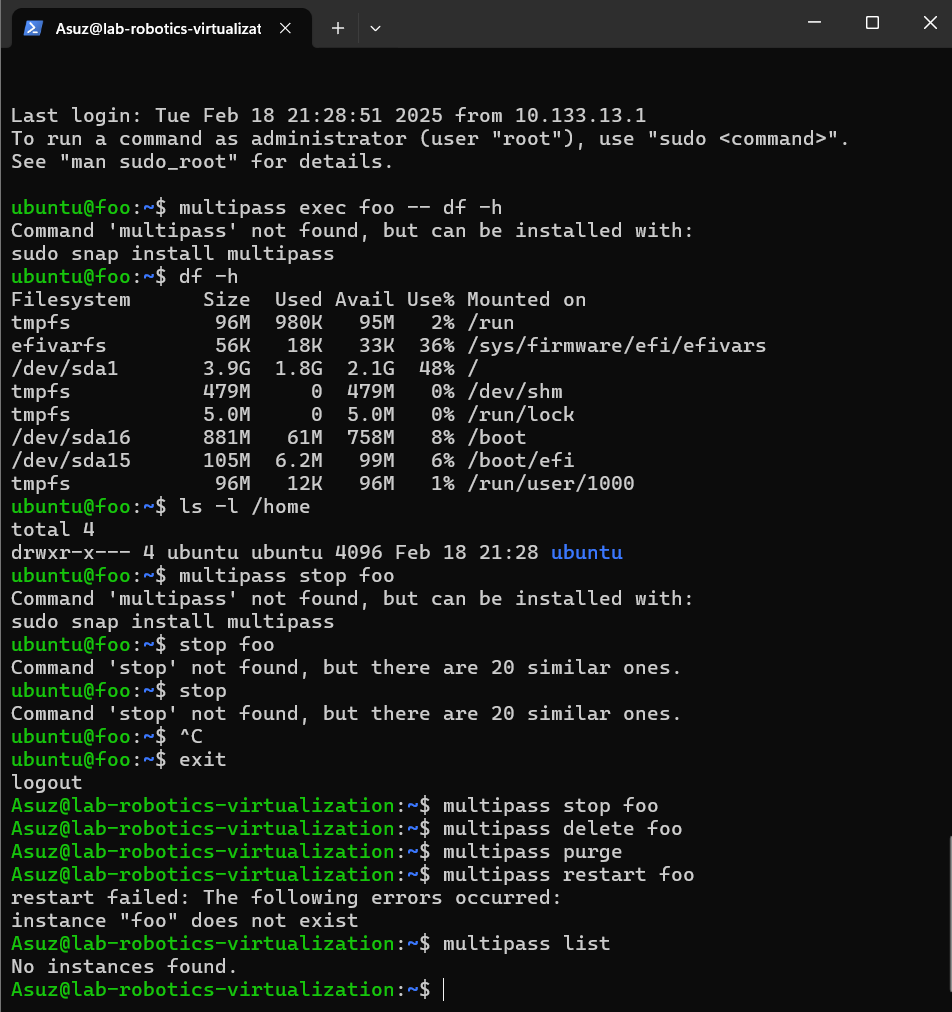 Asuz@lab-robotics-virtualizat
Last login: Tue Feb 18 21:28:51 2025 from 10.133.13.1
To run a command as administrator (user "root"), use "sudo <command>".
See "man sudo_root" for details.
ubuntu@foo:~$ multipass exec foo -- df -h
Command 'multipass' not found, but can be installed with:
sudo snap install multipass
ubuntu@foo:~$ df -h
Filesystem      Size  Used Avail Use% Mounted on
tmpfs            96M  980K   95M   2% /run
efivarfs         56K   18K   33K  36% /sys/firmware/efi/efivars
/dev/sda1       3.9G  1.8G  2.1G  48% /
tmpfs           479M     0  479M   0% /dev/shm
tmpfs           5.0M     0  5.0M   0% /run/lock
/dev/sda16      881M   61M  758M   8% /boot
/dev/sda15      105M  6.2M   99M   6% /boot/efi
tmpfs            96M   12K   96M   1% /run/user/1000
ubuntu@foo:~$ ls -l /home
total 4
drwxr-x--- 4 ubuntu ubuntu 4096 Feb 18 21:28 ubuntu
ubuntu@foo:~$ multipass stop foo
Command 'multipass' not found, but can be installed with:
sudo snap install multipass
ubuntu@foo:~$ stop foo
Command 'stop' not found, but there are 20 similar ones.
ubuntu@foo:~$ stop
Command 'stop' not found, but there are 20 similar ones.
ubuntu@foo:~$ ^C
ubuntu@foo:~$ exit
logout
Asuz@lab-robotics-virtualization:~$ multipass stop foo
Asuz@lab-robotics-virtualization:~$ multipass delete foo
Asuz@lab-robotics-virtualization:~$ multipass purge
Asuz@lab-robotics-virtualization:~$ multipass restart foo
restart failed: The following errors occurred:
instance "foo" does not exist
Asuz@lab-robotics-virtualization:~$ multipass list
No instances found.
Asuz@lab-robotics-virtualization:~$